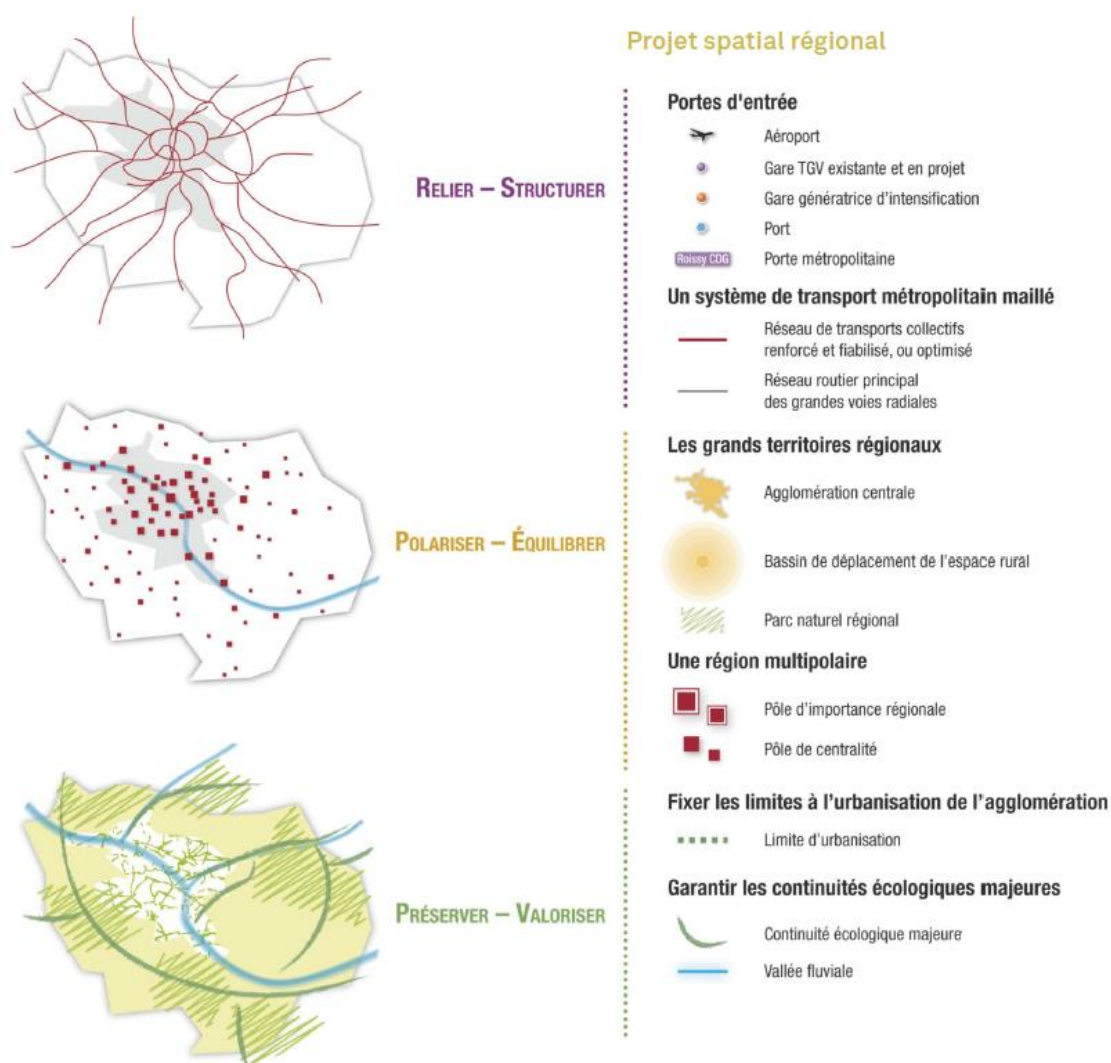 Projet spatial régional
RELIER – STRUCTURER
Portes d'entrée
Aéroport
Gare TGV existante et en projet
Gare génératrice d'intensification
Port
Roissy CDG
Porte métropolitaine
Un système de transport métropolitain maillé
Réseau de transports collectifs
renforcé et fiabilisé, ou optimisé
Réseau routier principal
des grandes voies radiales
POLARISER – ÉQUILIBRER
Les grands territoires régionaux
Agglomération centrale
Bassin de déplacement de l'espace rural
Parc naturel régional
Une région multipolaire
Pôle d'importance régionale
Pôle de centralité
PRÉSERVER – VALORISER
Fixer les limites à l'urbanisation de l'agglomération
Limite d'urbanisation
Garantir les continuités écologiques majeures
Continuité écologique majeure
Vallée fluviale